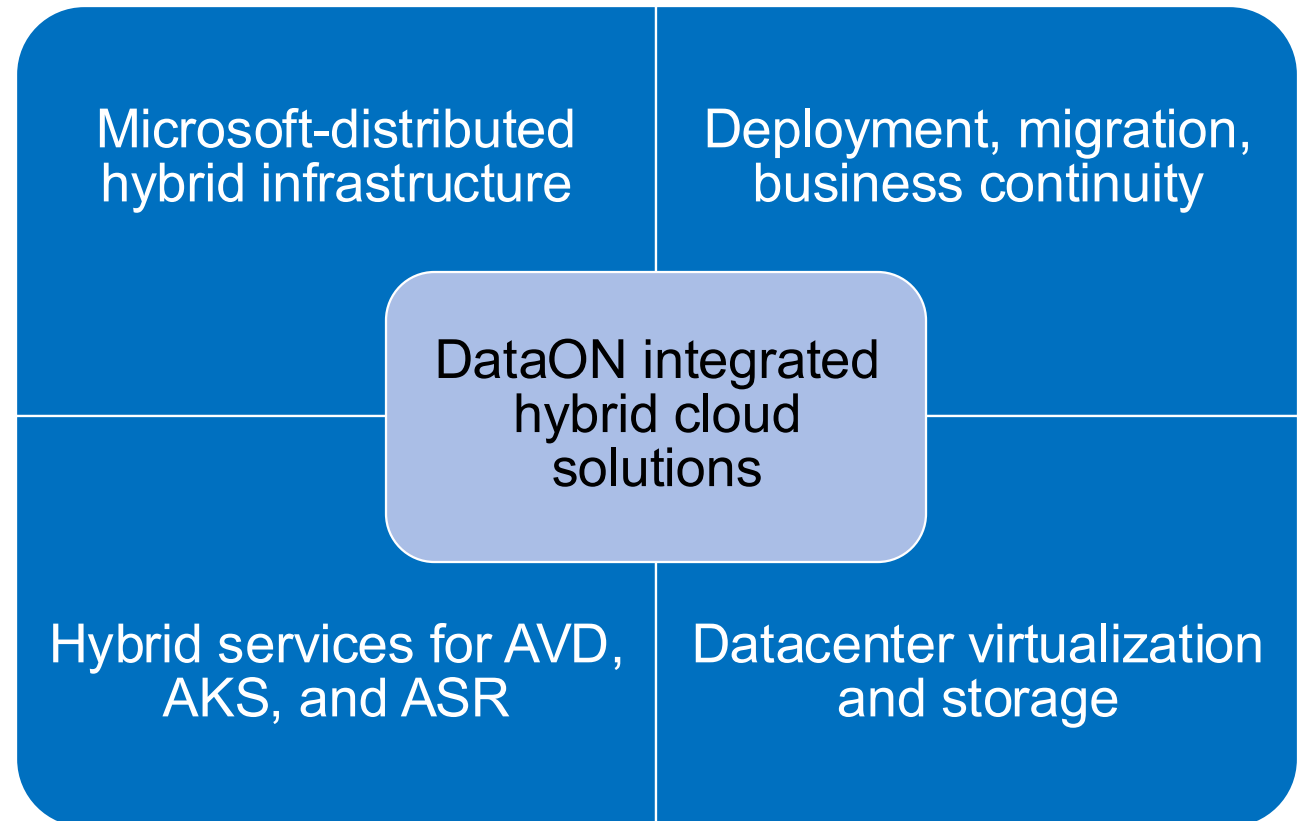 Microsoft-distributed
hybrid infrastructure
Deployment, migration,
business continuity
DataON integrated
hybrid cloud
solutions
Hybrid services for AVD,
AKS, and ASR
Datacenter virtualization
and storage